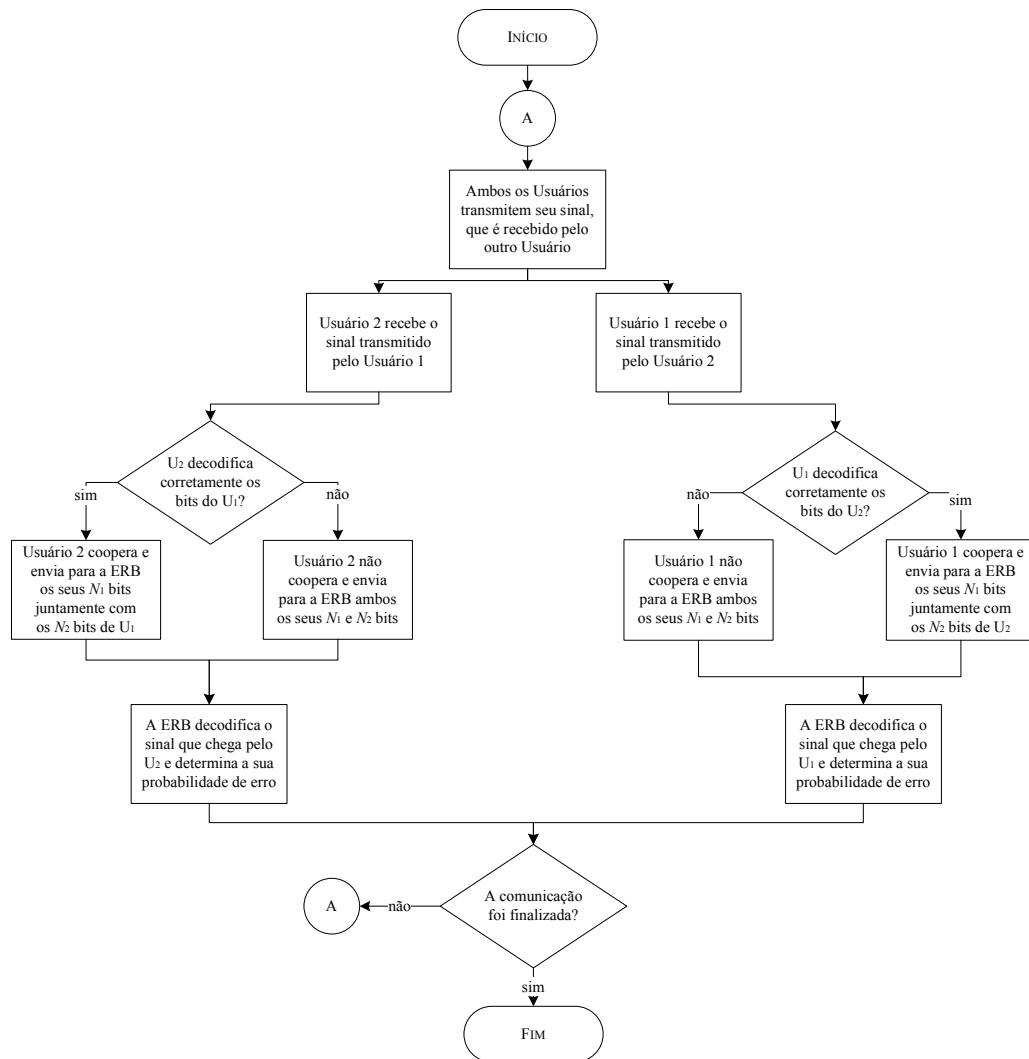 INÍCIO
A
Ambos os Usuários
transmitem seu sinal,
que é recebido pelo
outro Usuário
Usuário 2 recebe o
sinal transmitido
pelo Usuário 1
Usuário 1 recebe o
sinal transmitido
pelo Usuário 2
U2 decodifica
corretamente os
bits do U1?
sim
não
U1 decodifica
corretamente os
bits do U2?
não
sim
Usuário 2 coopera e
envia para a ERB
os seus N1 bits
juntamente com
os N2 bits de U1
Usuário 2 não
coopera e envia
para a ERB ambos
os seus N1 e N2 bits
Usuário 1 não
coopera e envia
para a ERB ambos
os seus N1 e N2 bits
Usuário 1 coopera e
envia para a ERB
os seus N1 bits
juntamente com
os N2 bits de U2
A ERB decodifica o
sinal que chega pelo
U2 e determina a sua
probabilidade de erro
A ERB decodifica o
sinal que chega pelo
U1 e determina a sua
probabilidade de erro
A comunicação
foi finalizada?
não
A
sim
FIM